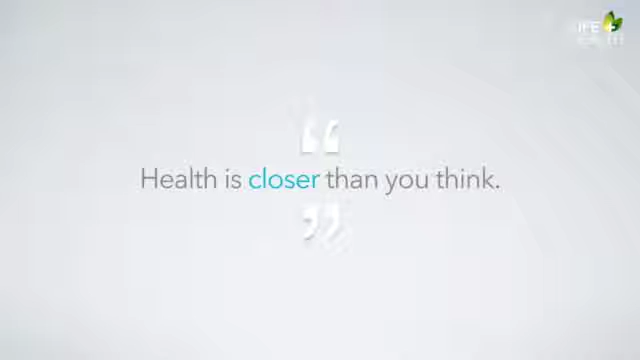 “
Health is closer than you think.
”